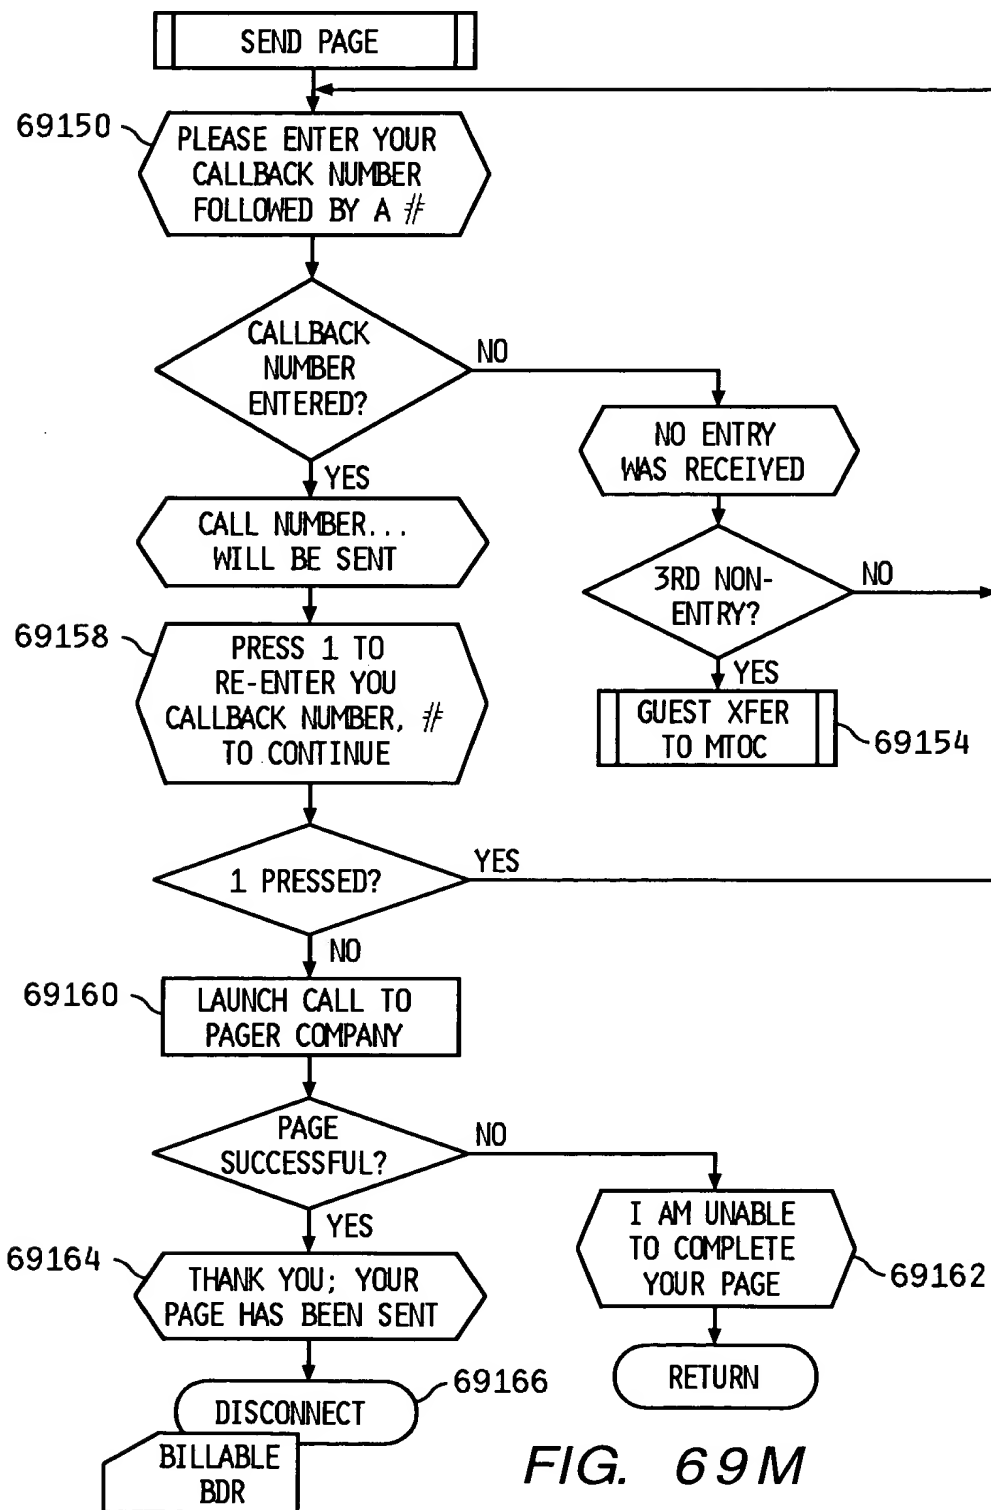 SEND PAGE
69150
PLEASE ENTER YOUR
CALLBACK NUMBER
FOLLOWED BY A #
CALLBACK
NUMBER
ENTERED?
NO
YES
NO ENTRY
WAS RECEIVED
CALL NUMBER...
WILL BE SENT
3RD NON-
ENTRY?
NO
YES
69158
PRESS 1 TO
RE-ENTER YOU
CALLBACK NUMBER, #
TO CONTINUE
GUEST XFER
TO MTOC
69154
1 PRESSED?
YES
NO
69160
LAUNCH CALL TO
PAGER COMPANY
PAGE
SUCCESSFUL?
NO
YES
I AM UNABLE
TO COMPLETE
YOUR PAGE
69162
69164
THANK YOU; YOUR
PAGE HAS BEEN SENT
RETURN
69166
DISCONNECT
BILLABLE
BDR
FIG. 69M